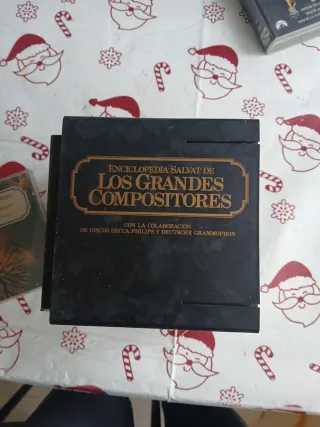 ENCICLOPEDIA SALVAT DE
LOS GRANDES
COMPOSITORES
CON LA COLABORACION
DE DISCOS DECCA, PHILIPS Y DEUTSCHE GRAMMOPHON